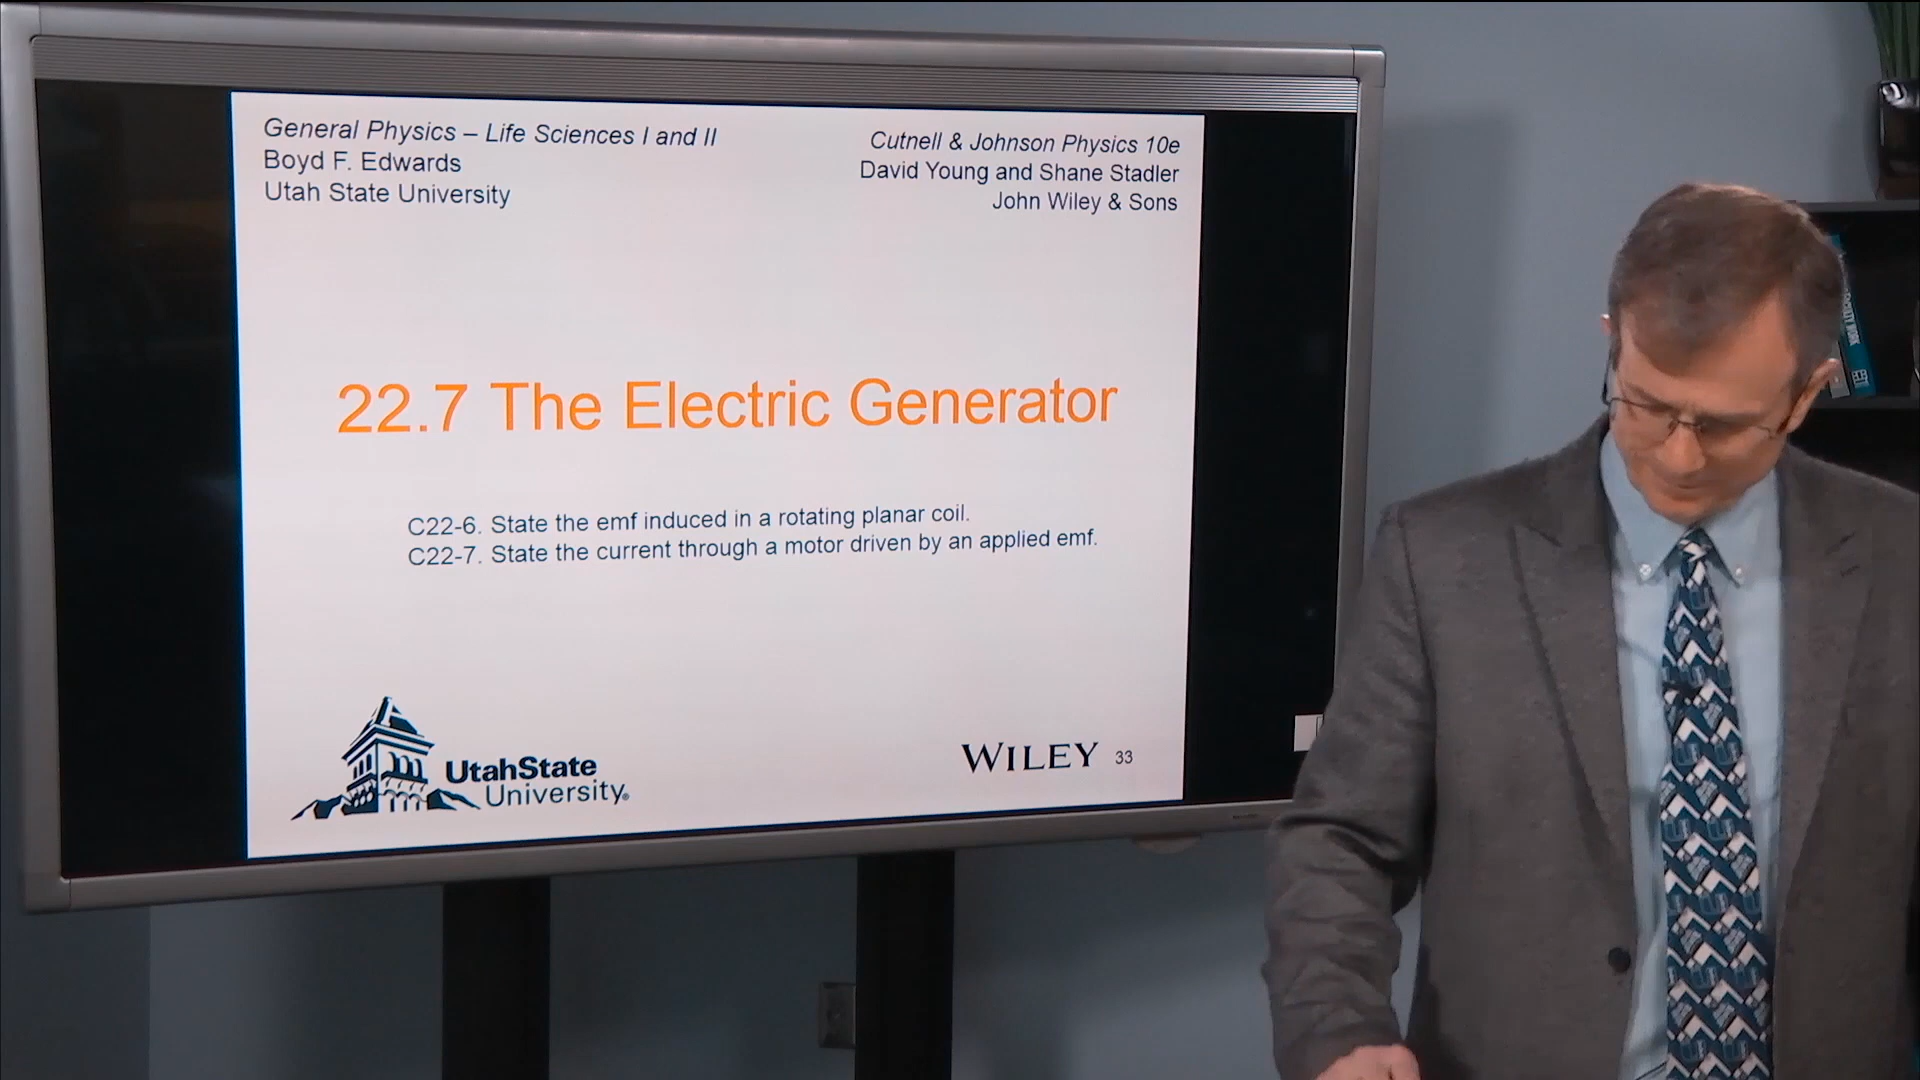 General Physics – Life Sciences I and II
Boyd F. Edwards
Utah State University
Cutnell & Johnson Physics 10e
David Young and Shane Stadler
John Wiley & Sons
22.7 The Electric Generator
C22-6. State the emf induced in a rotating planar coil.
C22-7. State the current through a motor driven by an applied emf.
UtahState
University®
WILEY 33